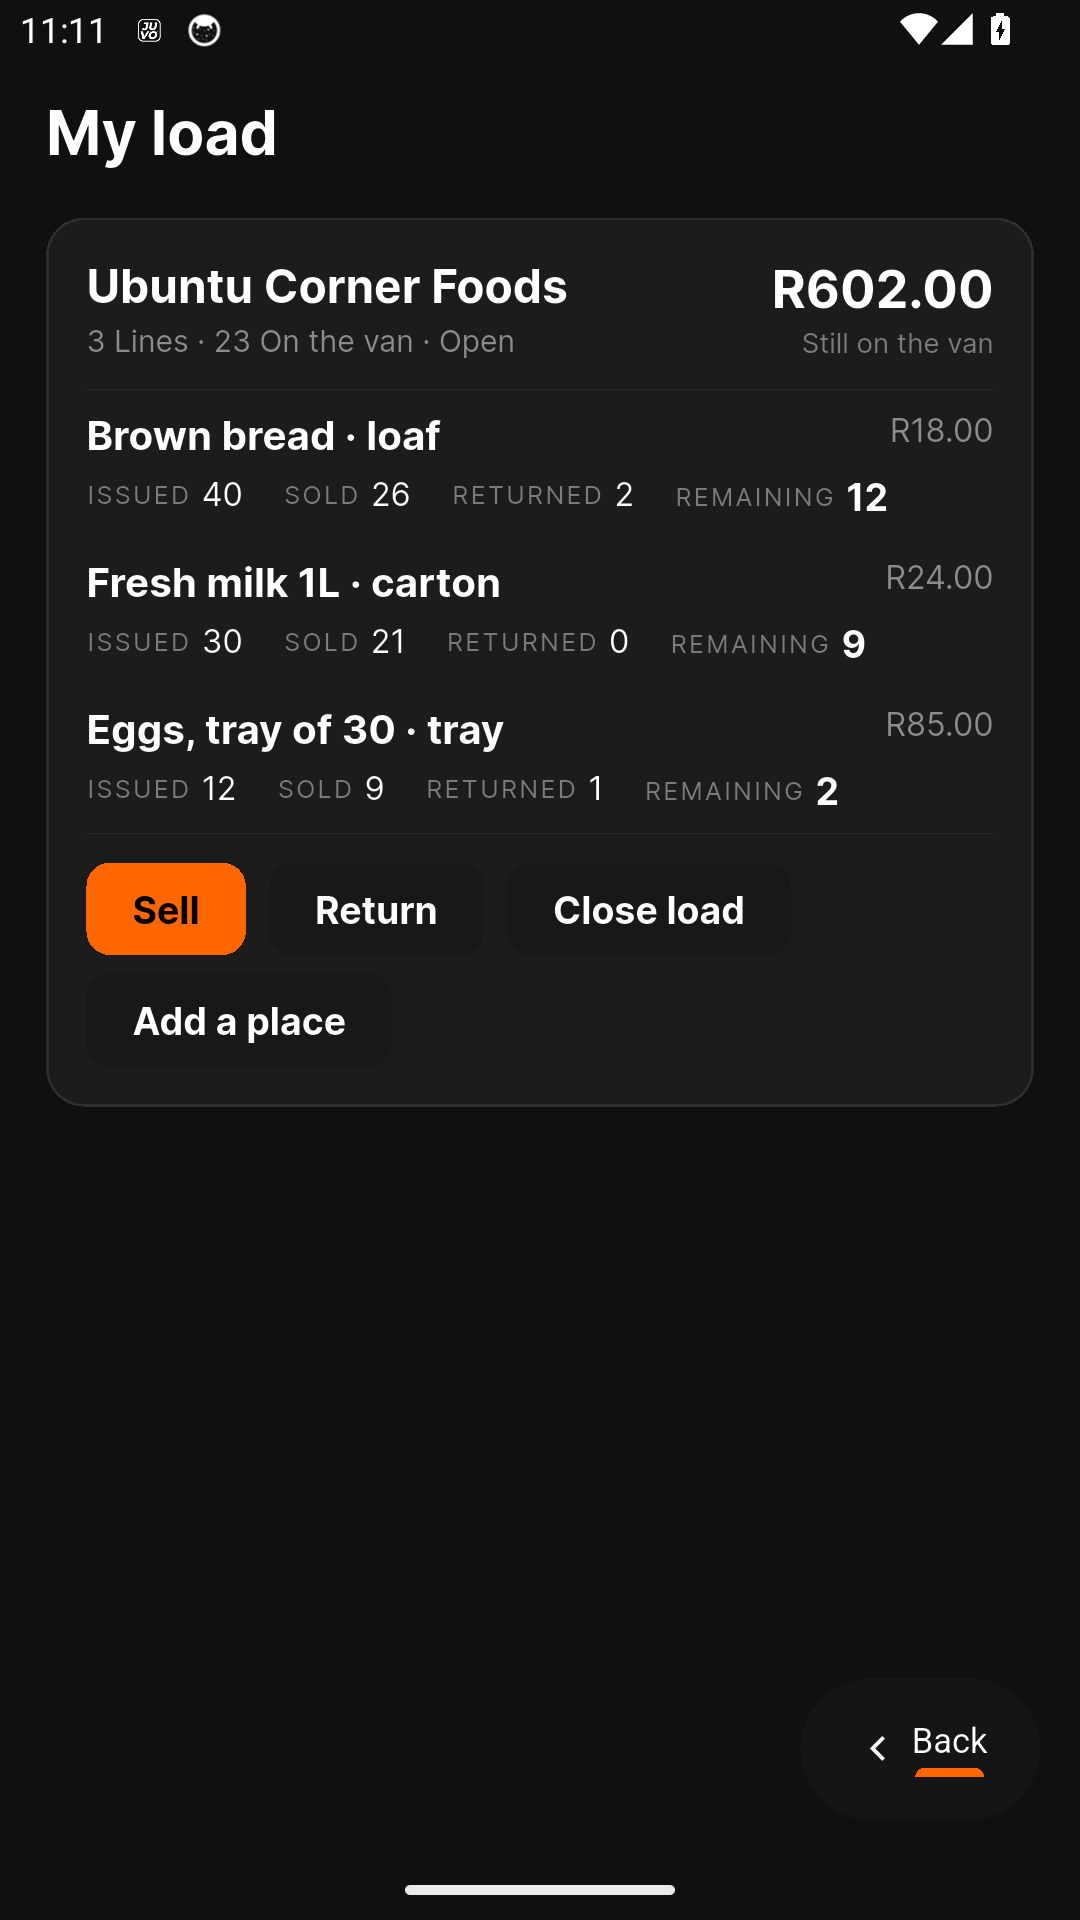 11:11
JUVO
My load
Ubuntu Corner Foods R602.00
3 Lines · 23 On the van · Open Still on the van
Brown bread · loaf R18.00
ISSUED 40 SOLD 26 RETURNED 2 REMAINING 12
Fresh milk 1L · carton R24.00
ISSUED 30 SOLD 21 RETURNED 0 REMAINING 9
Eggs, tray of 30 · tray R85.00
ISSUED 12 SOLD 9 RETURNED 1 REMAINING 2
Sell Return Close load
Add a place
Back